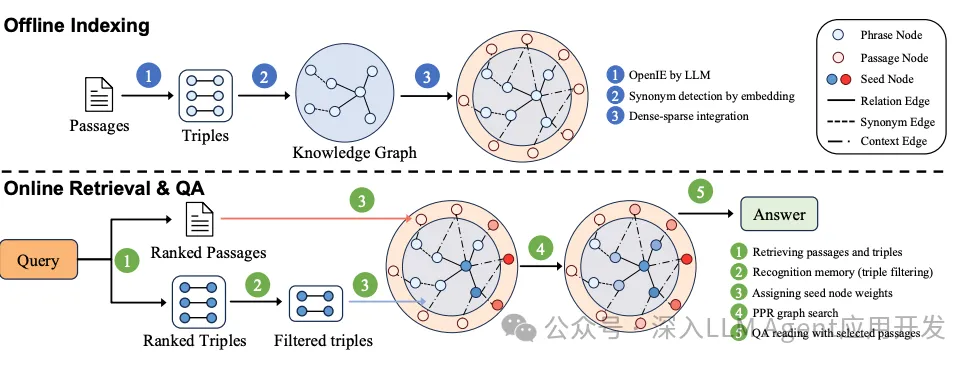 Offline Indexing
1
2
3
Passages
Triples
Knowledge Graph
1 OpenIE by LLM
2 Synonym detection by embedding
3 Dense-sparse integration
Phrase Node
Passage Node
Seed Node
Relation Edge
Synonym Edge
Context Edge
Online Retrieval & QA
Query
1
Ranked Passages
3
Ranked Triples
2
Filtered triples
3
4
5
Answer
1 Retrieving passages and triples
2 Recognition memory (triple filtering)
3 Assigning seed node weights
4 PPR graph search
5 QA reading with selected passages
公众号 · 深入LLM Agent应用开发